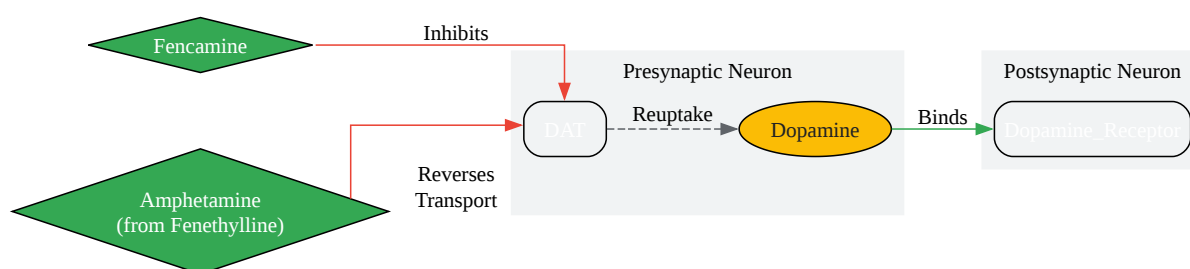 Fencamine
Inhibits
Presynaptic Neuron
Postsynaptic Neuron
DAT
Reuptake
Dopamine
Binds
Dopamine_Receptor
Reverses
Transport
Amphetamine
(from Fenethylline)